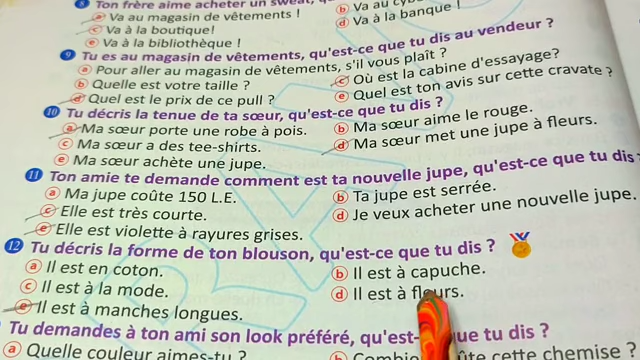 8 Ton frère aime acheter un sweat,
a Va au magasin de vêtements !
b Va au
c Va à la boutique!
d Va à la banque !
e Va à la bibliothèque !
9 Tu es au magasin de vêtements, qu'est-ce que tu dis au vendeur ?
a Pour aller au magasin de vêtements, s'il vous plaît ?
b Quelle est votre taille ?
c Où est la cabine d'essayage?
d Quel est le prix de ce pull ?
e Quel est ton avis sur cette cravate ?
10 Tu décris la tenue de ta sœur, qu'est-ce que tu dis ?
a Ma sœur porte une robe à pois.
b Ma sœur aime le rouge.
c Ma sœur a des tee-shirts.
d Ma sœur met une jupe à fleurs.
e Ma sœur achète une jupe.
11 Ton amie te demande comment est ta nouvelle jupe, qu'est-ce que tu dis ?
a Ma jupe coûte 150 L.E.
b Ta jupe est serrée.
c Elle est très courte.
d Je veux acheter une nouvelle jupe.
e Elle est violette à rayures grises.
12 Tu décris la forme de ton blouson, qu'est-ce que tu dis ?
a Il est en coton.
b Il est à capuche.
c Il est à la mode.
d Il est à fleurs.
e Il est à manches longues.
Tu demandes à ton ami son look préféré, qu'est- que tu dis ?
a Quelle couleur aimes-tu ?
b cette chemise ?